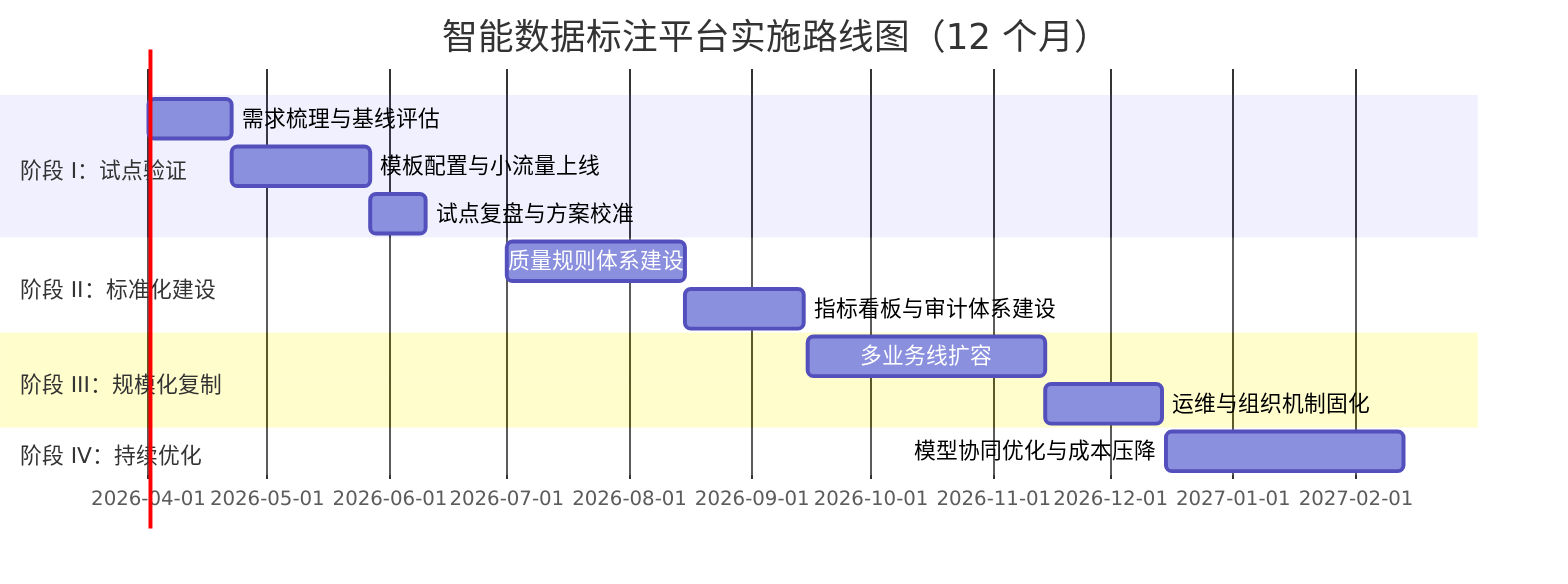 智能数据标注平台实施路线图（12 个月）
需求梳理与基线评估
阶段 I：试点验证
模板配置与小流量上线
试点复盘与方案校准
质量规则体系建设
阶段 II：标准化建设
指标看板与审计体系建设
多业务线扩容
阶段 III：规模化复制
运维与组织机制固化
模型协同优化与成本压降
阶段 IV：持续优化
2026-04-01 2026-05-01 2026-06-01 2026-07-01 2026-08-01 2026-09-01 2026-10-01 2026-11-01 2026-12-01 2027-01-01 2027-02-01